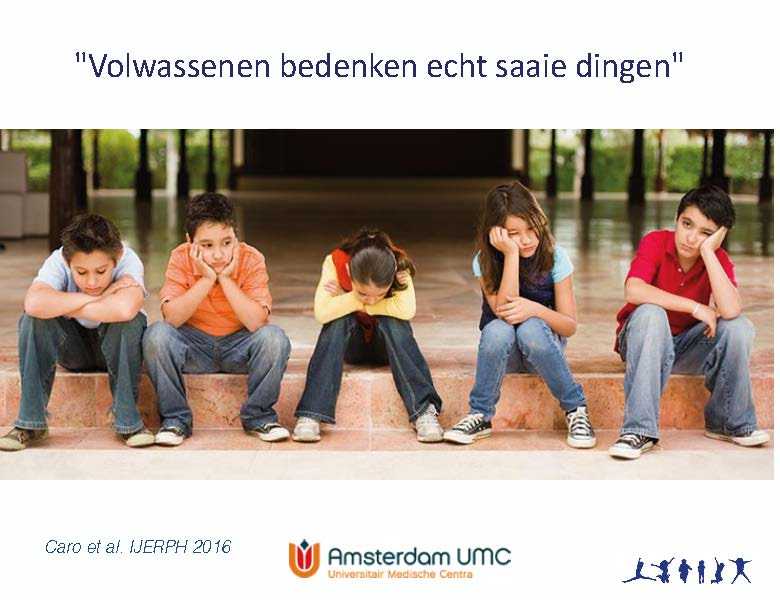 "Volwassenen bedenken echt saaie dingen"
Caro et al. IJERPH 2016
Amsterdam UMC
Universitair Medische Centra